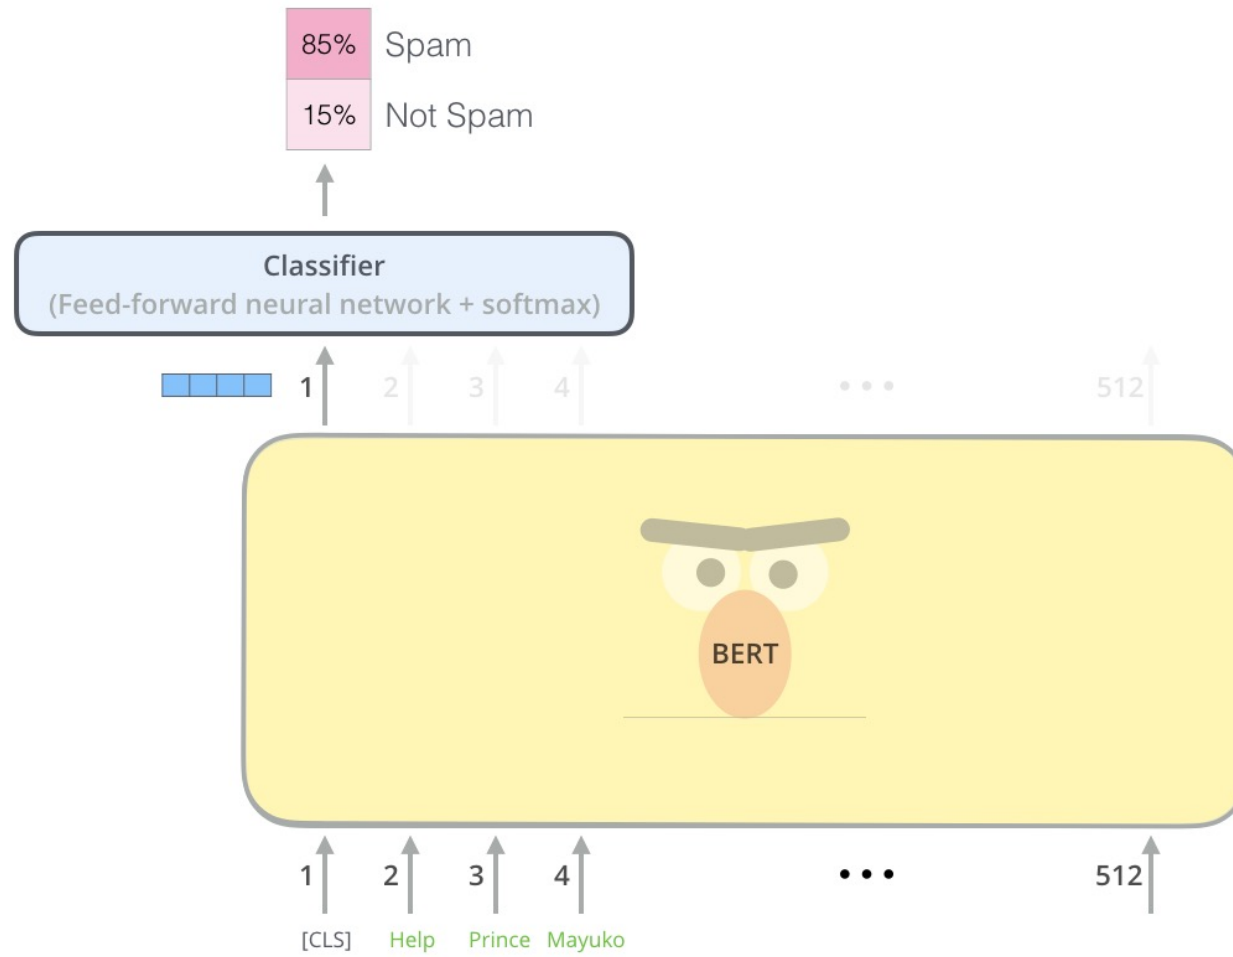 85% Spam
15% Not Spam
Classifier
(Feed-forward neural network + softmax)
1 2 3 4 ••• 512
BERT
1 2 3 4 ••• 512
[CLS] Help Prince Mayuko